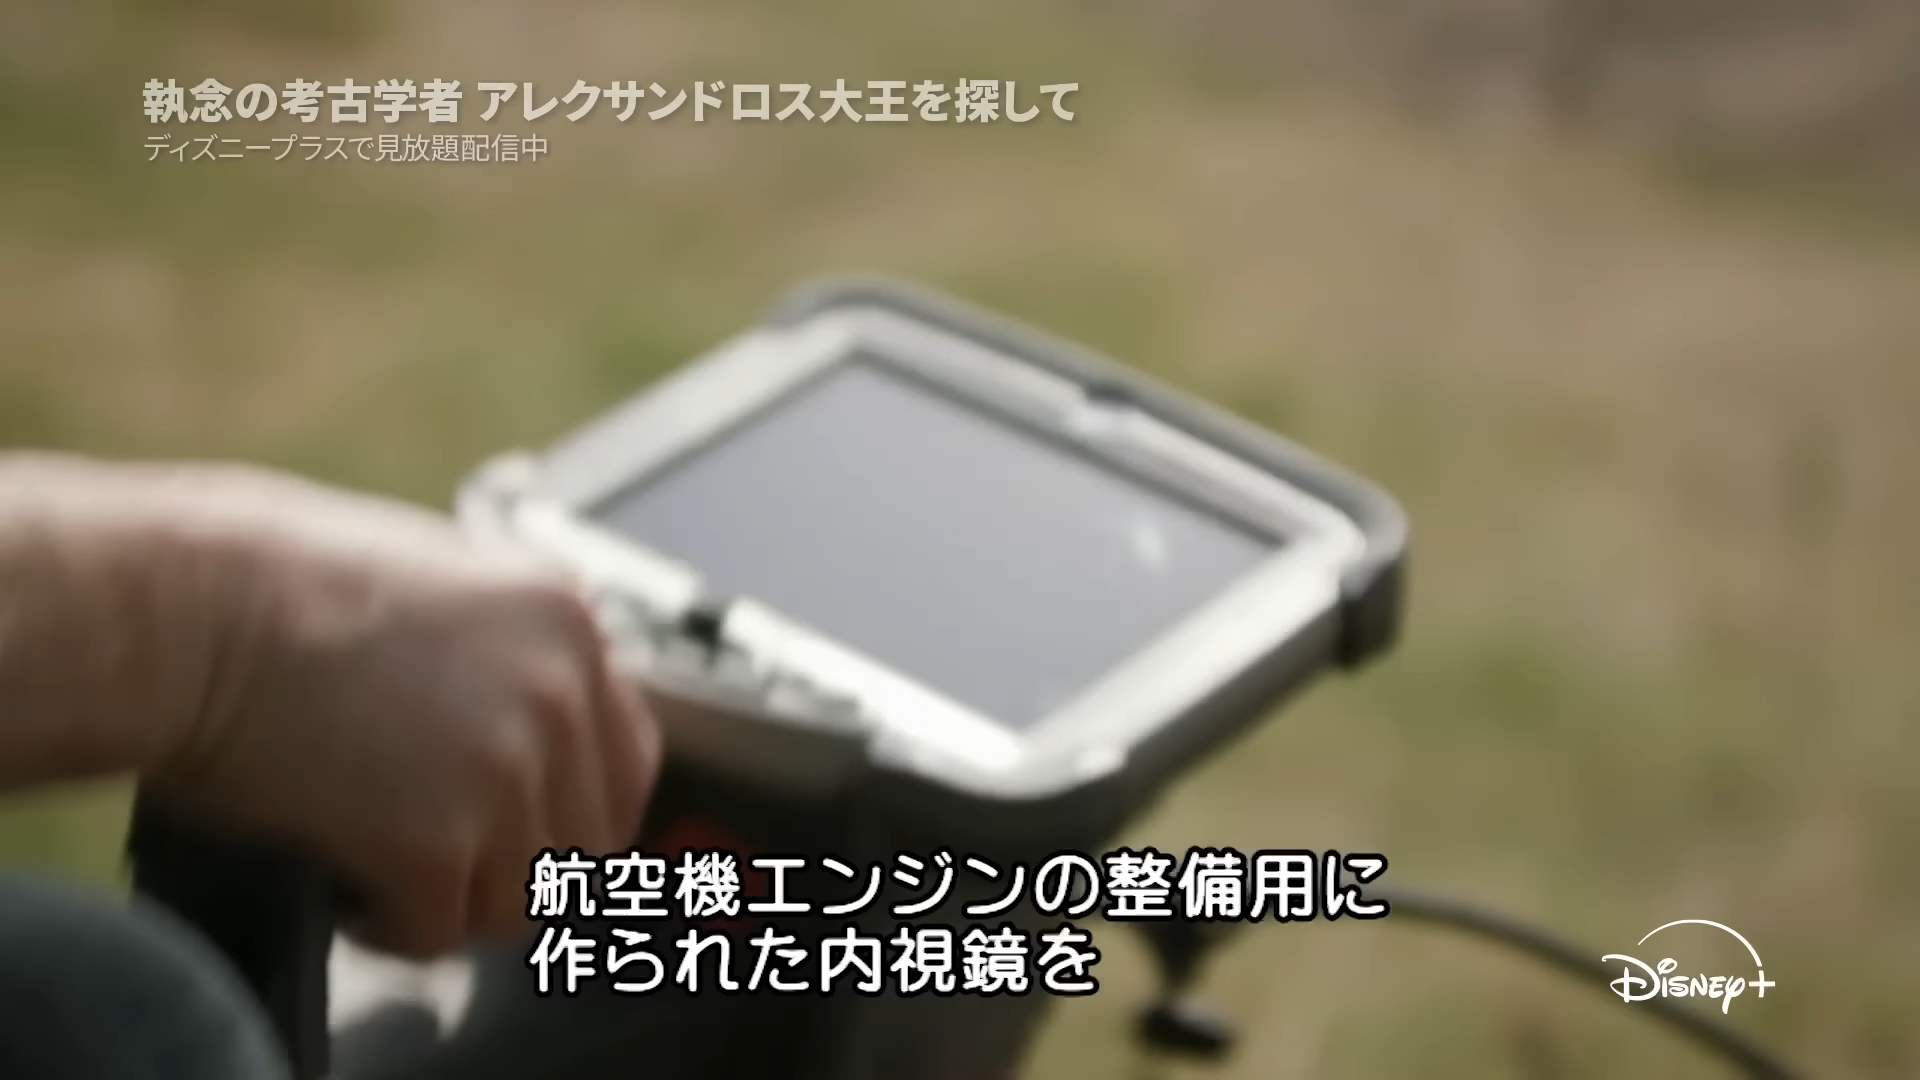 執念の考古学者 アレクサンドロス大王を探して
ディズニープラスで見放題配信中
航空機エンジンの整備用に
作られた内視鏡を
Disney+